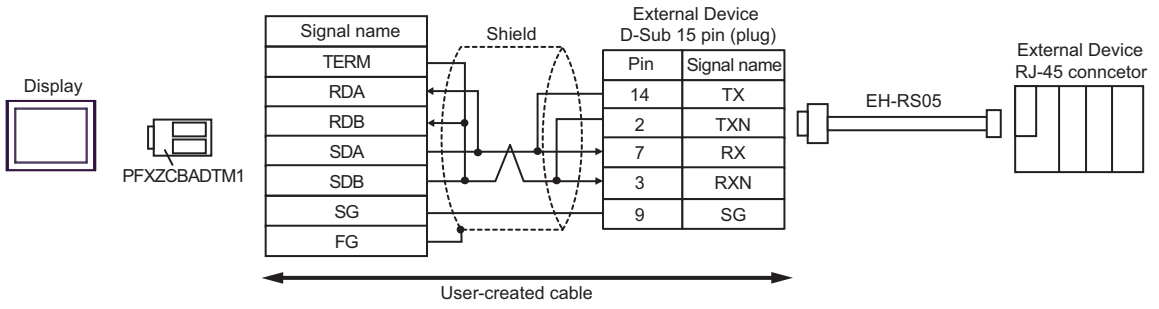 Display
PFXZCBADTM1
Signal name
TERM
RDA
RDB
SDA
SDB
SG
FG
Shield
External Device
D-Sub 15 pin (plug)
Pin Signal name
14 TX
2 TXN
7 RX
3 RXN
9 SG
EH-RS05
External Device
RJ-45 conncetor
User-created cable